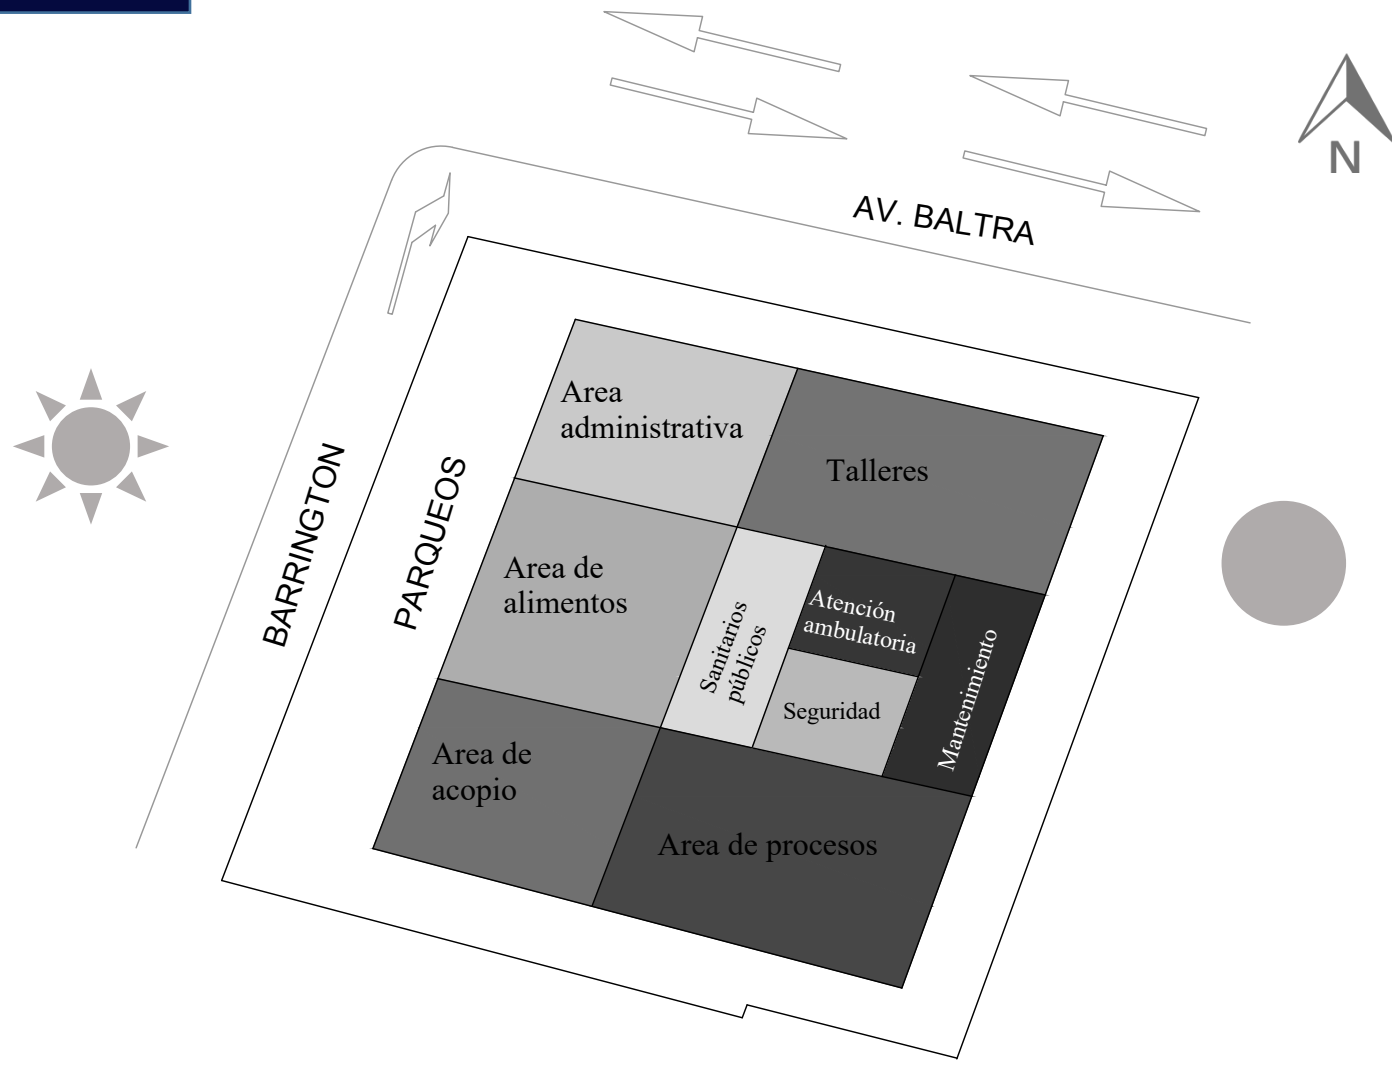 N
AV. BALTRA
BARRINGTON
PARQUEOS
Area
administrativa
Talleres
Area de
alimentos
Sanitarios
públicos
Atención
ambulatoria
Seguridad
Mantenimiento
Area de
acopio
Area de procesos